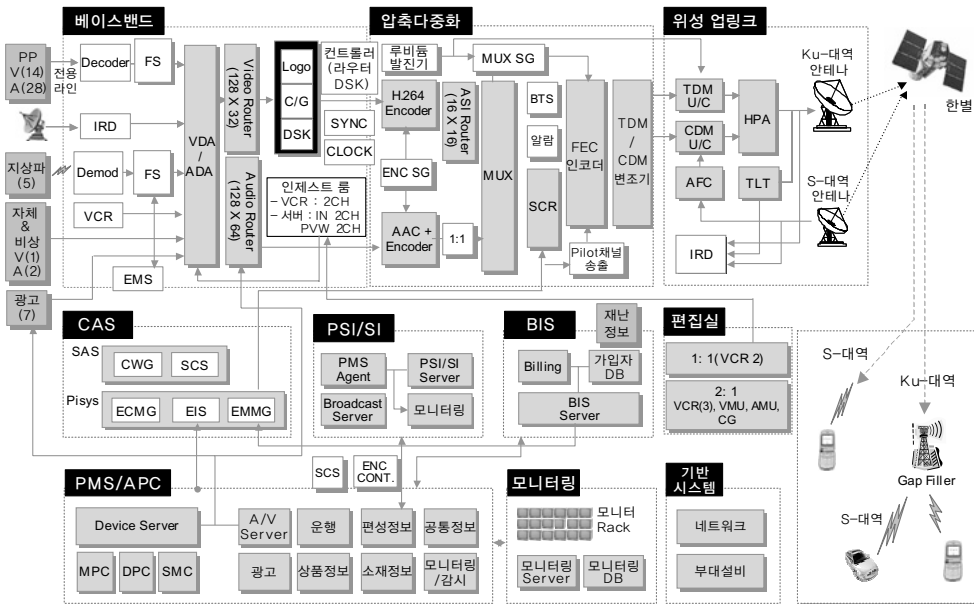 베이스밴드
PP
V(14)
A(28)
전용
라인
Decoder
FS
IRD
지상파
(5)
Demod
FS
VCR
자체
&
비상
V(1)
A(2)
광고
(7)
EMS
VDA
/
ADA
Video Router
(128 X 32)
Audio Router
(128 X 64)
Logo
C/G
DSK
컨트롤러
(라우터
DSK)
SYNC
CLOCK
인제스트 룸
- VCR : 2CH
- 서버 : IN 2CH
PVW 2CH
압축다중화
루비듐
발진기
MUX SG
H.264
Encoder
ASI Router
(16 X 16)
ENC SG
AAC +
Encoder
1:1
MUX
BTS
알람
SCR
FEC
인코더
Pilot채널
송출
TDM
/
CDM
변조기
위성 업링크
TDM
U/C
CDM
U/C
HPA
AFC
TLT
IRD
Ku-대역
안테나
S-대역
안테나
한별
CAS
SAS
CWG
SCS
Pisys
ECMG
EIS
EMMG
PSI/SI
PMS
Agent
PSI/SI
Server
Broadcast
Server
모니터링
BIS
재난
정보
Billing
가입자
DB
BIS
Server
편집실
1: 1(VCR 2)
2: 1
VCR(3), VMU, AMU,
CG
S-대역
Ku-대역
Gap Filler
S-대역
PMS/APC
SCS
ENC
CONT.
Device Server
MPC
DPC
SMC
A/V
Server
운행
편성정보
공통정보
광고
상품정보
소재정보
모니터링
/감시
모니터링
모니터
Rack
모니터링
Server
모니터링
DB
기반
시스템
네트워크
부대설비